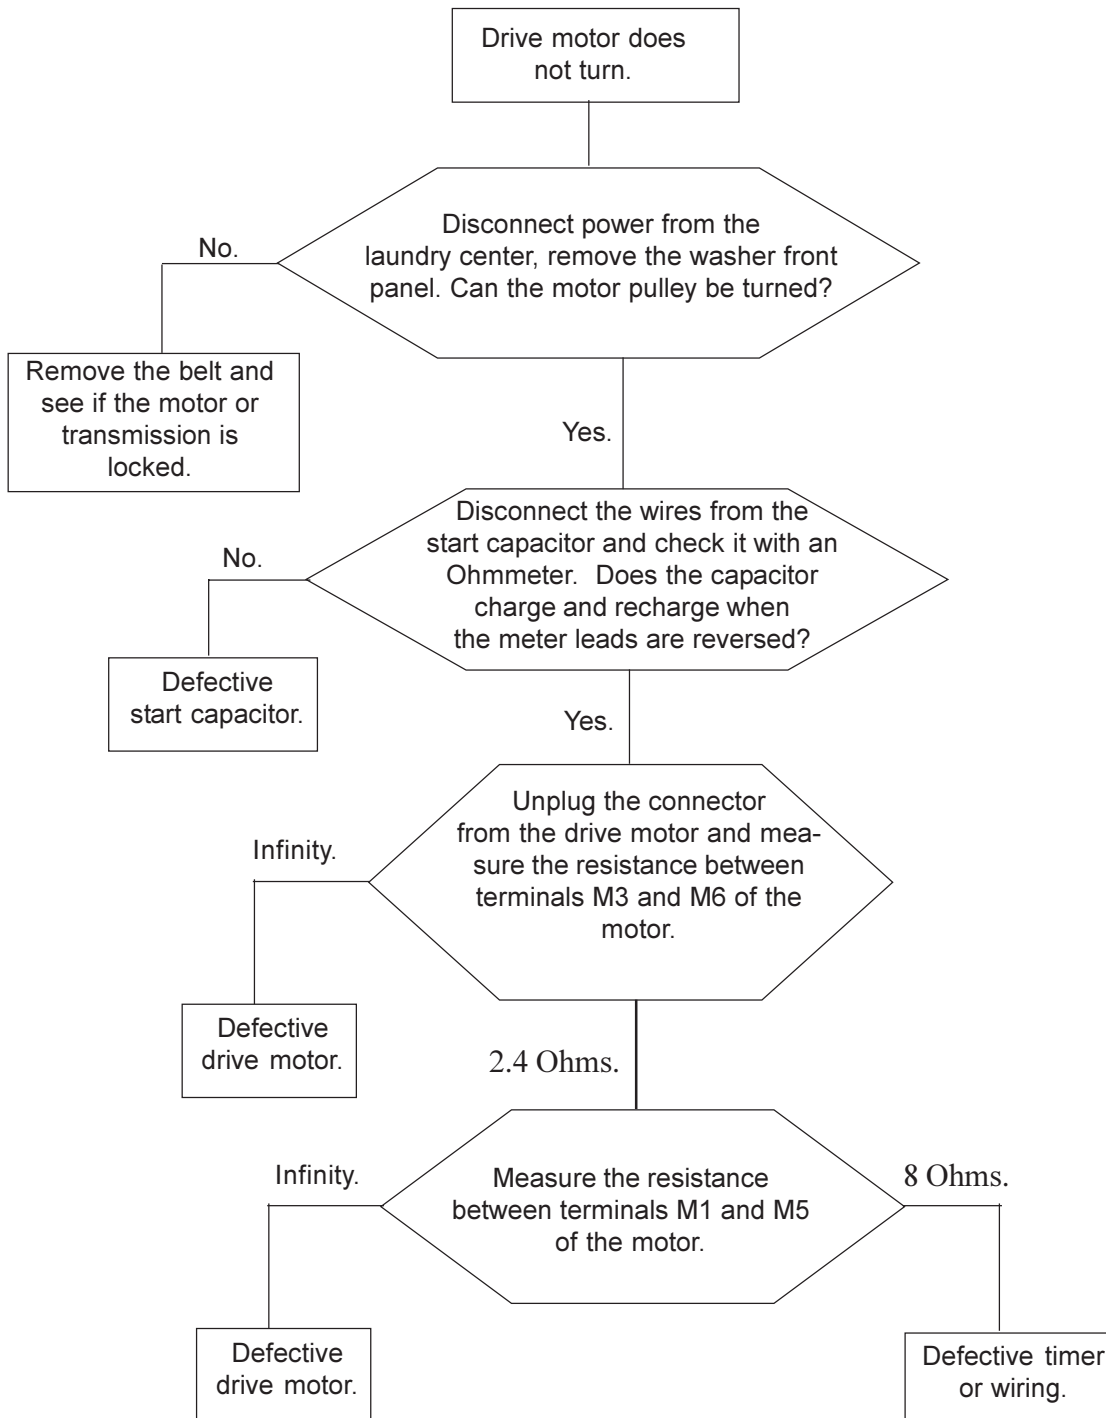 Drive motor does
not turn.
Disconnect power from the
laundry center, remove the washer front
panel. Can the motor pulley be turned?
No.
Remove the belt and
see if the motor or
transmission is
locked.
Yes.
Disconnect the wires from the
start capacitor and check it with an
Ohmmeter.  Does the capacitor
charge and recharge when
the meter leads are reversed?
No.
Defective
start capacitor.
Yes.
Unplug the connector
from the drive motor and mea-
sure the resistance between
terminals M3 and M6 of the
motor.
Infinity.
Defective
drive motor.
2.4 Ohms.
Measure the resistance
between terminals M1 and M5
of the motor.
Infinity.
8 Ohms.
Defective
drive motor.
Defective timer
or wiring.